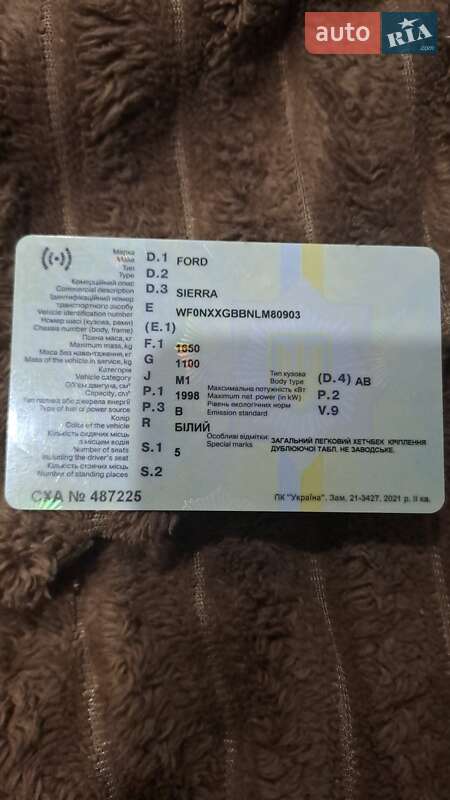 auto RIA.com
Марка
Make
D.1 FORD
Тип
Type
D.2
Комерційний опис
Commercial description
D.3 SIERRA
Ідентифікаційний номер
транспортного засобу
Vehicle identification number
E WF0NXXGBBNLM80903
Номер шасі (кузова, рами)
Chassis number (body, frame)
(E.1)
Повна маса, кг
Maximum mass, kg
F.1 1650
Маса без навантаження, кг
Mass of the vehicle in service, kg
G 1100
Категорія
Vehicle category
J M1
Тип кузова
Body type
(D.4) АВ
Об'єм двигуна, см³
Capacity, cm³
P.1 1998
Максимальна потужність кВт
Maximum net power (in kW)
P.2
Тип палива або джерела енергії
Type of fuel or power source
P.3 B
Рівень екологічних норм
Emission standard
V.9
Колір
Color of the vehicle
R БІЛИЙ
Кількість сидячих місць
з місцем водія
Number of seats
including the driver's seat
S.1 5
Особливі відмітки
Special marks
ЗАГАЛЬНИЙ ЛЕГКОВИЙ ХЕТЧБЕК. КРІПЛЕННЯ
ДУБЛЮЮЧОЇ ТАБЛ. НЕ ЗАВОДСЬКЕ.
Кількість стоячих місць
Number of standing places
S.2
СХА № 487225
ПК "Україна". Зам. 21-3427. 2021 р. II кв.